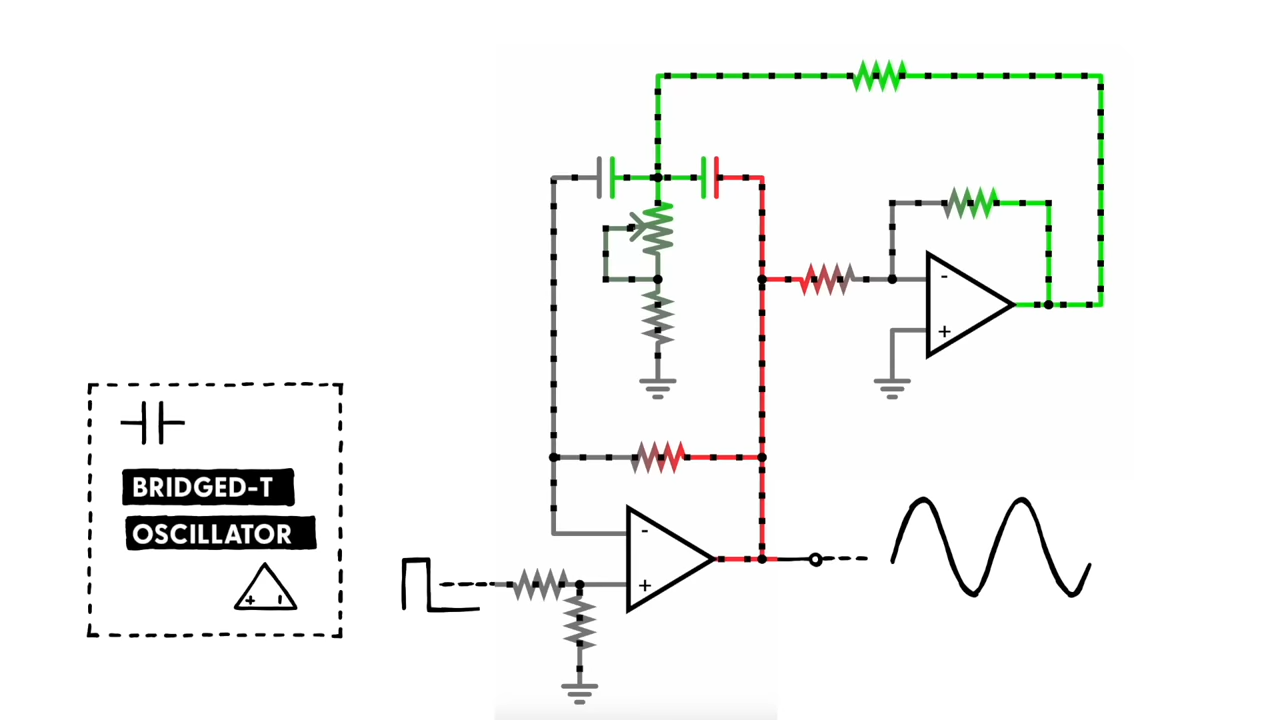 BRIDGED-T
OSCILLATOR
+ -
-
+
-
+